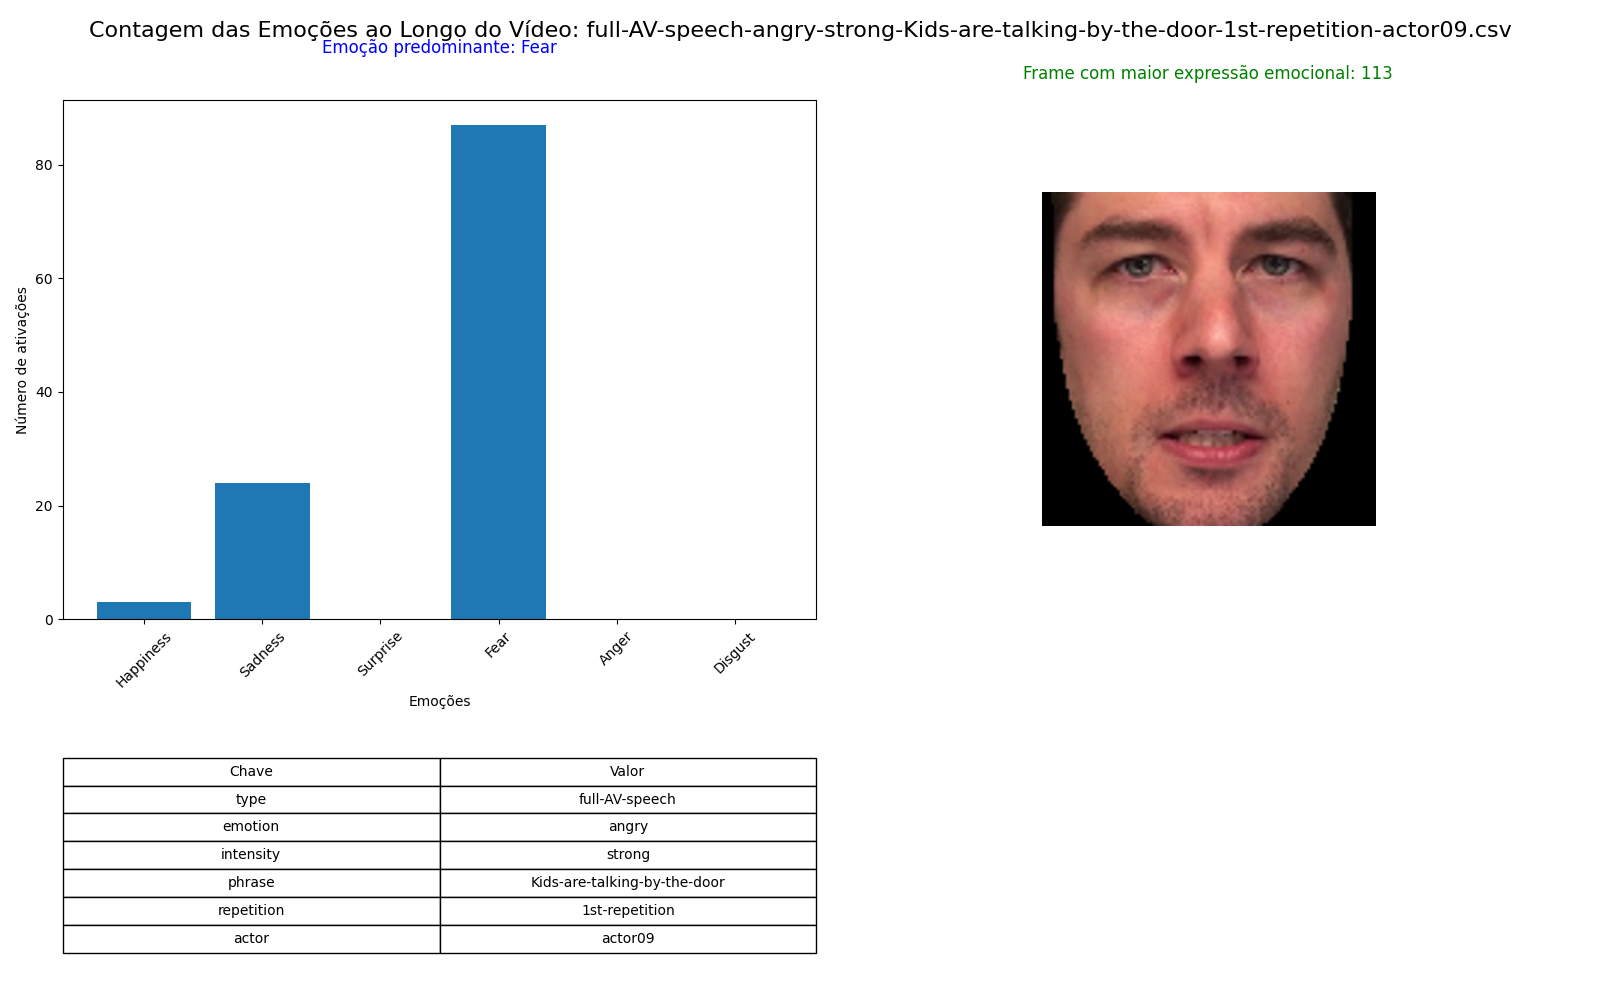 Contagem das Emoções ao Longo do Vídeo: full-AV-speech-angry-strong-Kids-are-talking-by-the-door-1st-repetition-actor09.csv
Emoção predominante: Fear
Frame com maior expressão emocional: 113
Número de ativações
80
60
40
20
0
Happiness
Sadness
Surprise
Fear
Anger
Disgust
Emoções
Chave Valor
type full-AV-speech
emotion angry
intensity strong
phrase Kids-are-talking-by-the-door
repetition 1st-repetition
actor actor09